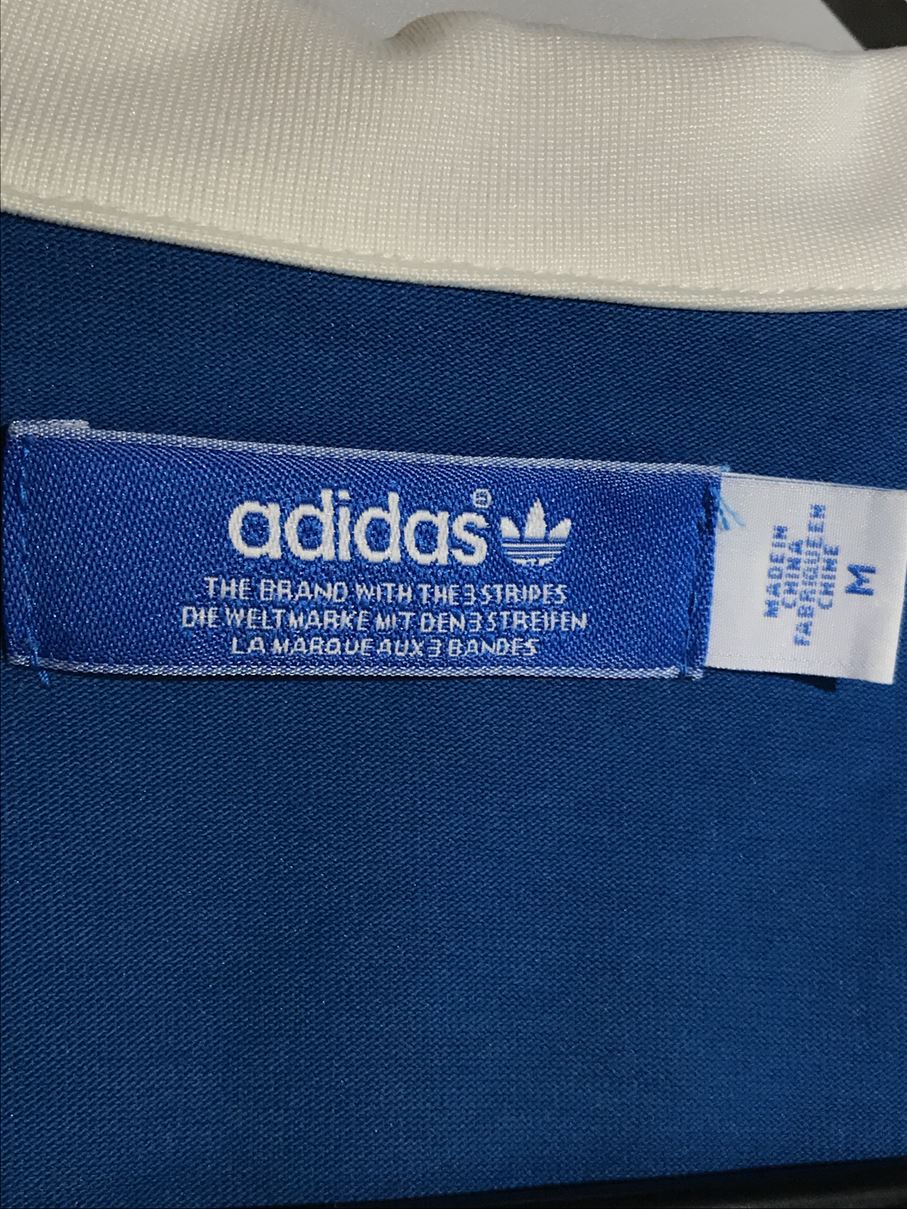 adidas®
THE BRAND WITH THE 3 STRIPES
DIE WELTMARKE MIT DEN 3 STREIFEN
LA MARQUE AUX 3 BANDES
MADE IN
CHINA
FABRIQUE EN
CHINE
M